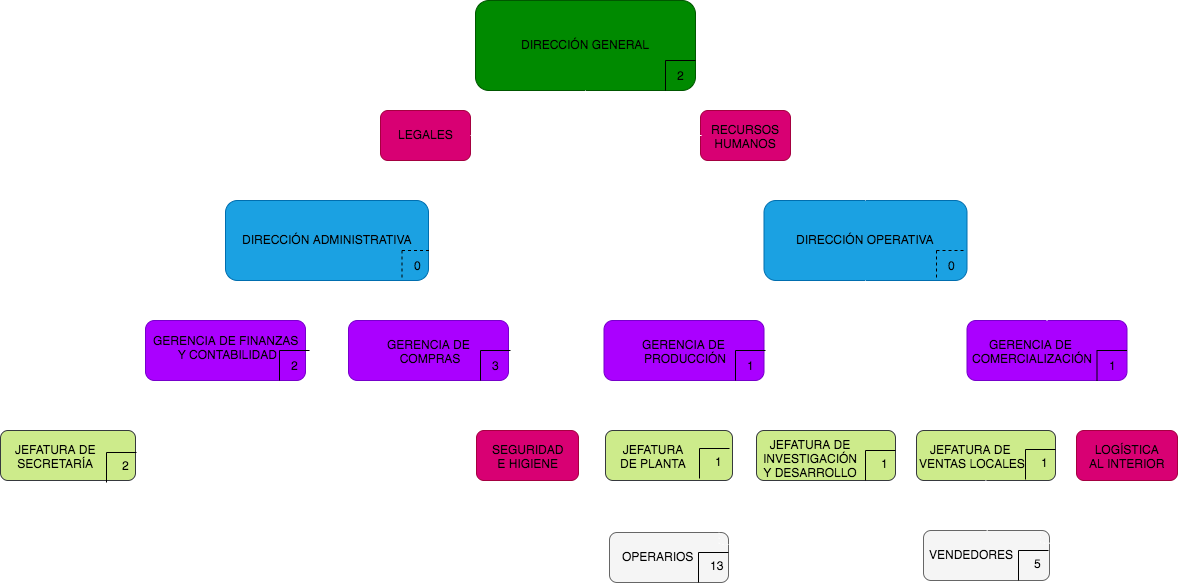 DIRECCIÓN GENERAL
2
LEGALES
RECURSOS
HUMANOS
DIRECCIÓN ADMINISTRATIVA
0
DIRECCIÓN OPERATIVA
0
GERENCIA DE FINANZAS
Y CONTABILIDAD
2
GERENCIA DE
COMPRAS
3
GERENCIA DE
PRODUCCIÓN
1
GERENCIA DE
COMERCIALIZACIÓN
1
JEFATURA DE
SECRETARÍA
2
SEGURIDAD
E HIGIENE
JEFATURA
DE PLANTA
1
JEFATURA DE
INVESTIGACIÓN
Y DESARROLLO
1
JEFATURA DE
VENTAS LOCALES
1
LOGÍSTICA
AL INTERIOR
OPERARIOS
13
VENDEDORES
5